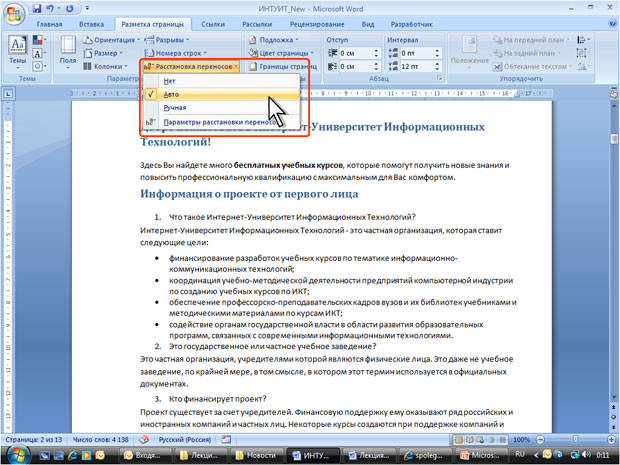 ИНТУИТ_New - Microsoft Word
Главная Вставка Разметка страницы Ссылки Рассылки Рецензирование Вид Разработчик
Темы
Поля
Ориентация
Размер
Колонки
Разрывы
Номера строк
Расстановка переносов
Подложка
Цвет страницы
Границы страниц
Отступ
0 см
0 см
Интервал:
0 пт
12 пт
Положение
На передний план
На задний план
Обтекание текстом
Темы
Абзац
Упорядочить
Нет
Авто
Ручная
Параметры расстановки перенос
Университет Информационных
Технологий!
Здесь Вы найдете много бесплатных учебных курсов, которые помогут получить новые знания и
повысить профессиональную квалификацию с максимальным для Вас комфортом.
Информация о проекте от первого лица
1. Что такое Интернет-Университет Информационных Технологий?
Интернет-Университет Информационных Технологий - это частная организация, которая ставит
следующие цели:
• финансирование разработок учебных курсов по тематике информационно-
коммуникационных технологий;
• координация учебно-методической деятельности предприятий компьютерной индустрии
по созданию учебных курсов по ИКТ;
• обеспечение профессорско-преподавательских кадров вузов и их библиотек учебниками и
методическими материалами по курсам ИКТ;
• содействие органам государственной власти в области развития образовательных
программ, связанных с современными информационными технологиями.
2. Это государственное или частное учебное заведение?
Это частная организация, учредителями которой являются физические лица. Это даже не учебное
заведение, по крайней мере, в том смысле, в котором этот термин используется в официальных
документах.
3. Кто финансирует проект?
Проект существует за счет учредителей. Финансовую поддержку ему оказывают ряд российских и
иностранных компаний и частных лиц. Некоторые курсы создаются при поддержке компаний и
Страница: 2 из 13 Число слов: 4 138 Русский (Россия) 100%
Входя... Лекци... Новости ИНТУ... Лекция... spoleg... Micros... RU 0:11